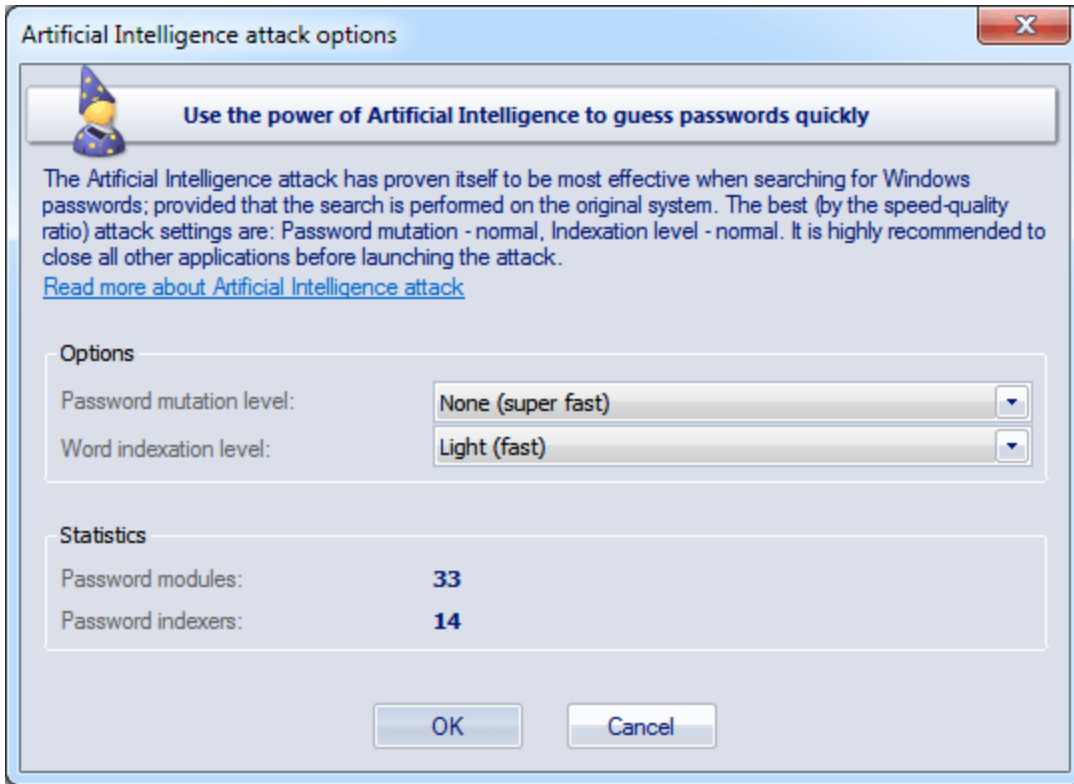 Artificial Intelligence attack options
Use the power of Artificial Intelligence to guess passwords quickly
The Artificial Intelligence attack has proven itself to be most effective when searching for Windows
passwords; provided that the search is performed on the original system. The best (by the speed-quality
ratio) attack settings are: Password mutation - normal, Indexation level - normal. It is highly recommended to
close all other applications before launching the attack.
Read more about Artificial Intelligence attack
Options
Password mutation level: None (super fast)
Word indexation level: Light (fast)
Statistics
Password modules: 33
Password indexers: 14
OK Cancel